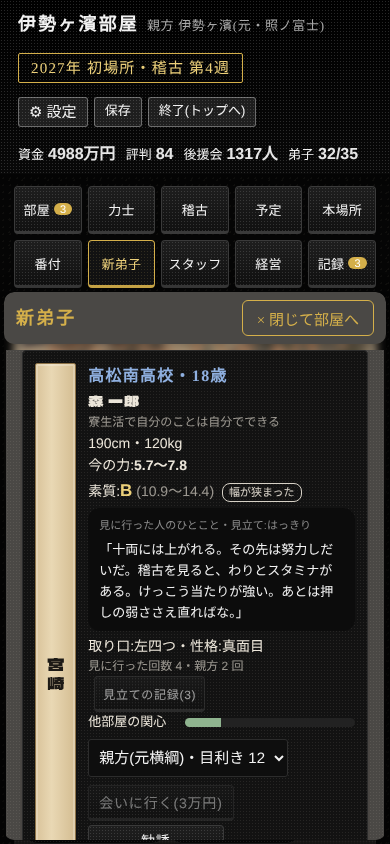 伊勢ヶ濱部屋 親方 伊勢ヶ濱(元・照ノ富士)
2027年 初場所・稽古 第4週
⚙ 設定 保存 終了(トップへ)
資金 4988万円 評判 84 後援会 1317人 弟子 32/35
部屋 3 力士 稽古 予定 本場所
番付 新弟子 スタッフ 経営 記録 3
新弟子 × 閉じて部屋へ
高松南高校・18歳
森 一郎
寮生活で自分のことは自分でできる
190cm・120kg
今の力:5.7〜7.8
素質:B (10.9〜14.4) 幅が狭まった
見に行った人のひとこと・見立て:はっきり
「十両には上がれる。その先は努力しだ
いだ。稽古を見ると、わりとスタミナが
ある。けっこう当たりが強い。あとは押
しの弱ささえ直ればな。」
宮崎
取り口:左四つ・性格:真面目
見に行った回数 4・親方 2 回
見立ての記録(3)
他部屋の関心
親方(元横綱)・目利き 12
会いに行く(3万円)
勧誘